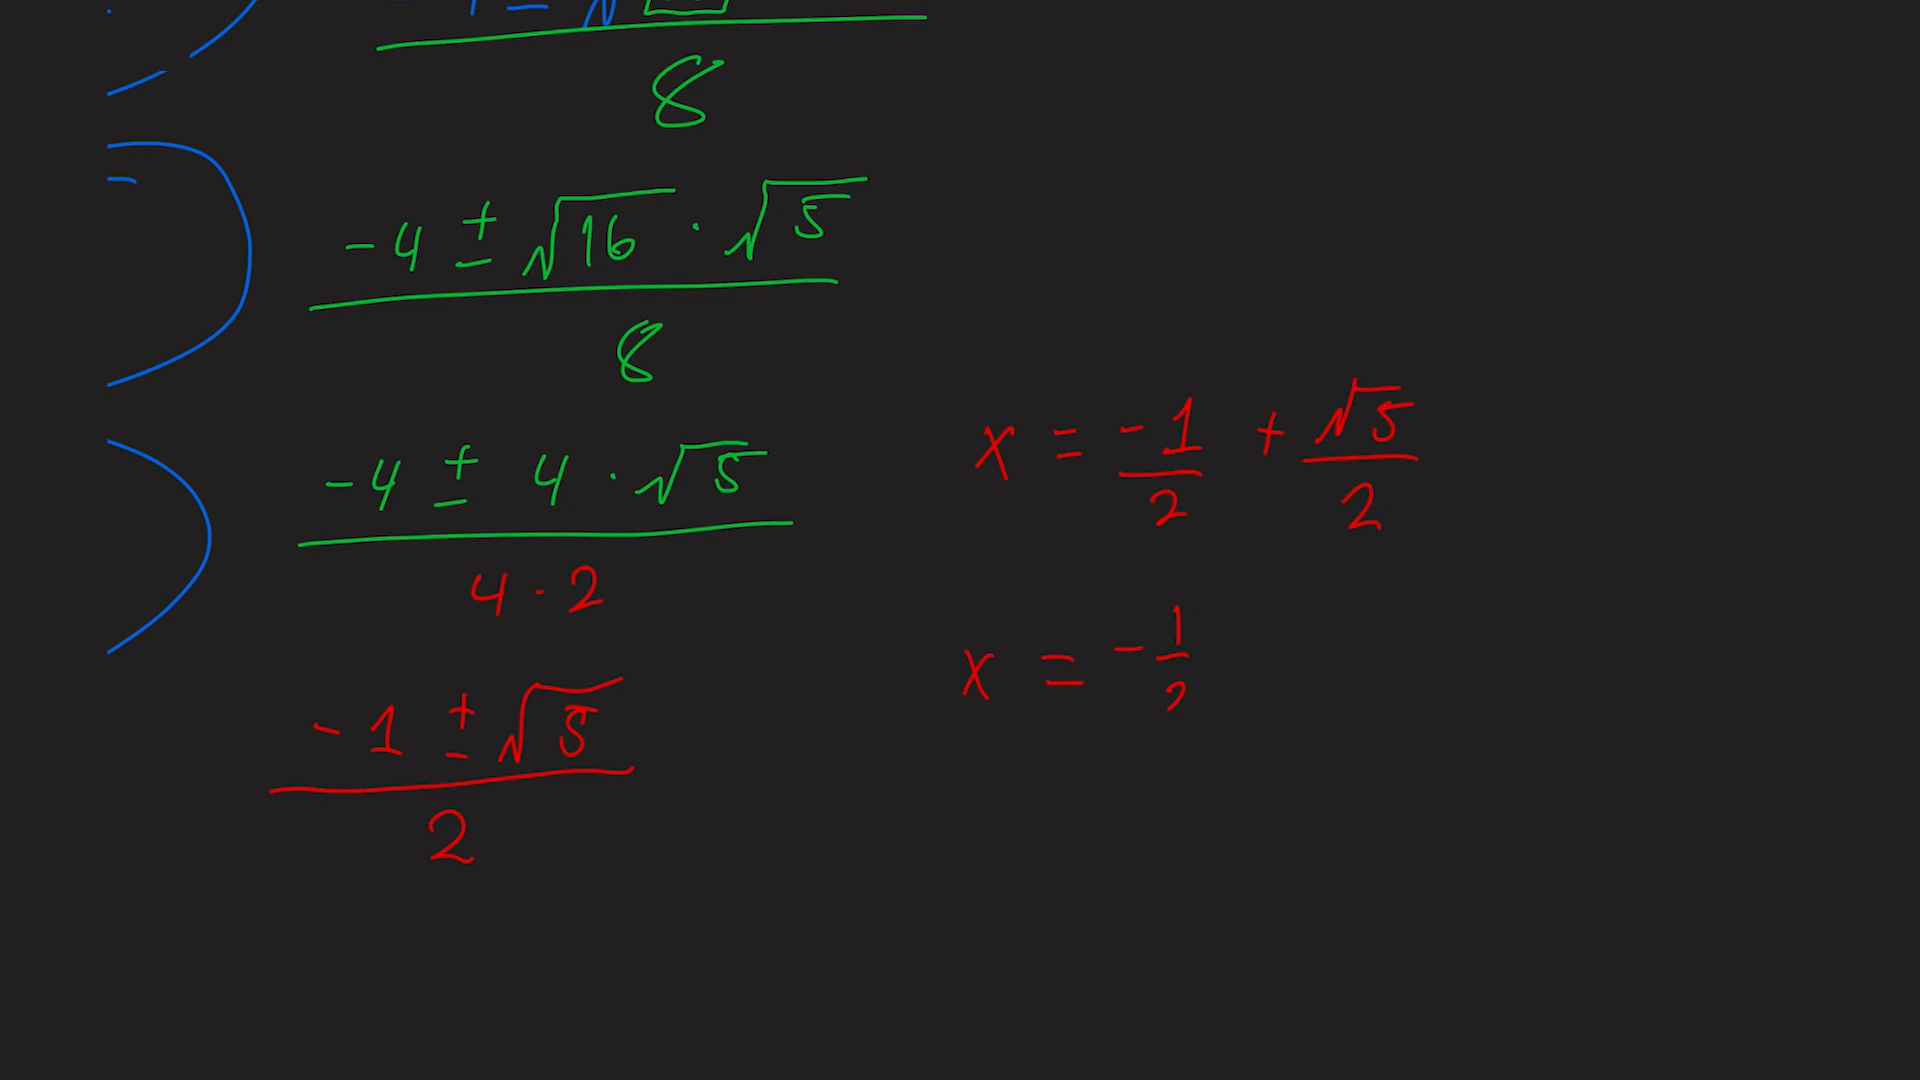 8
-4 ± √16 · √5
8
-4 ± 4 · √5
4 · 2
-1 ± √5
2
x = -1/2 + √5/2
x = -1/2